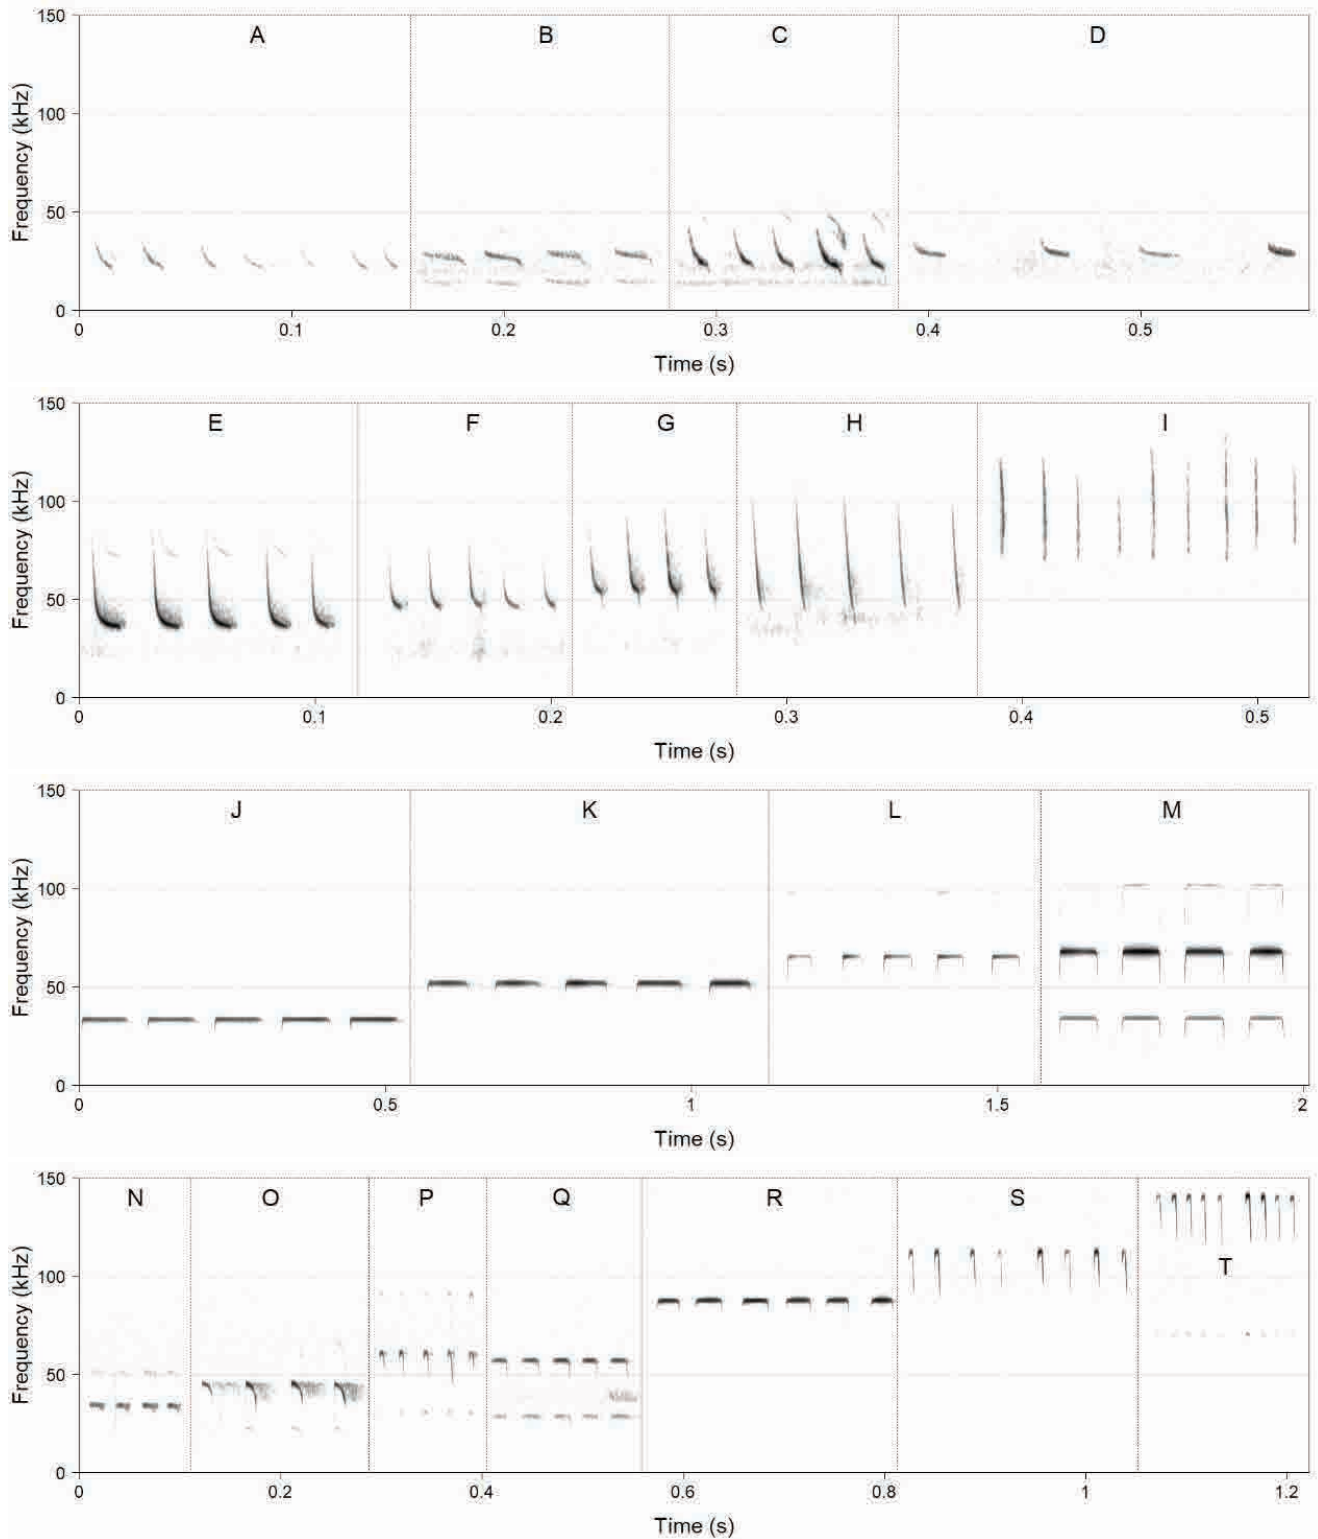 A B C D
150
100
50
0
Frequency (kHz)
0 0.1 0.2 0.3 0.4 0.5
Time (s)
E F G H I
150
100
50
0
Frequency (kHz)
0 0.1 0.2 0.3 0.4 0.5
Time (s)
J K L M
150
100
50
0
Frequency (kHz)
0 0.5 1 1.5 2
Time (s)
N O P Q R S
T
150
100
50
0
Frequency (kHz)
0 0.2 0.4 0.6 0.8 1 1.2
Time (s)